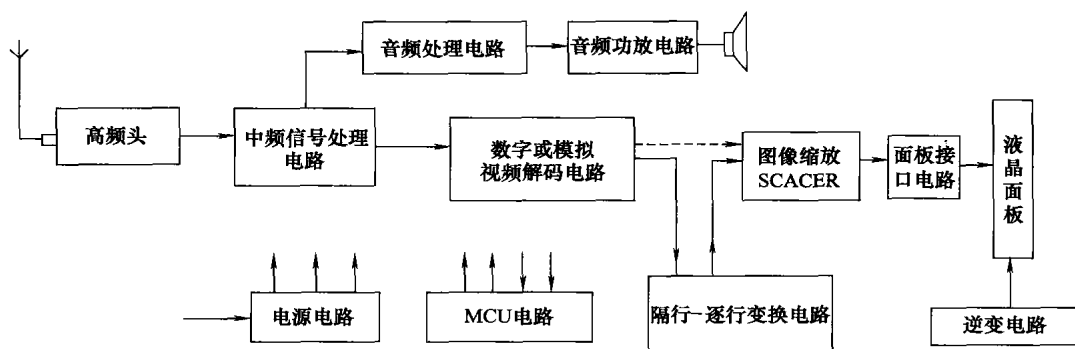 音频处理电路
音频功放电路
高频头
中频信号处理
电路
数字或模拟
视频解码电路
图像缩放
SCACER
面板接
口电路
液晶面板
电源电路
MCU电路
隔行-逐行变换电路
逆变电路